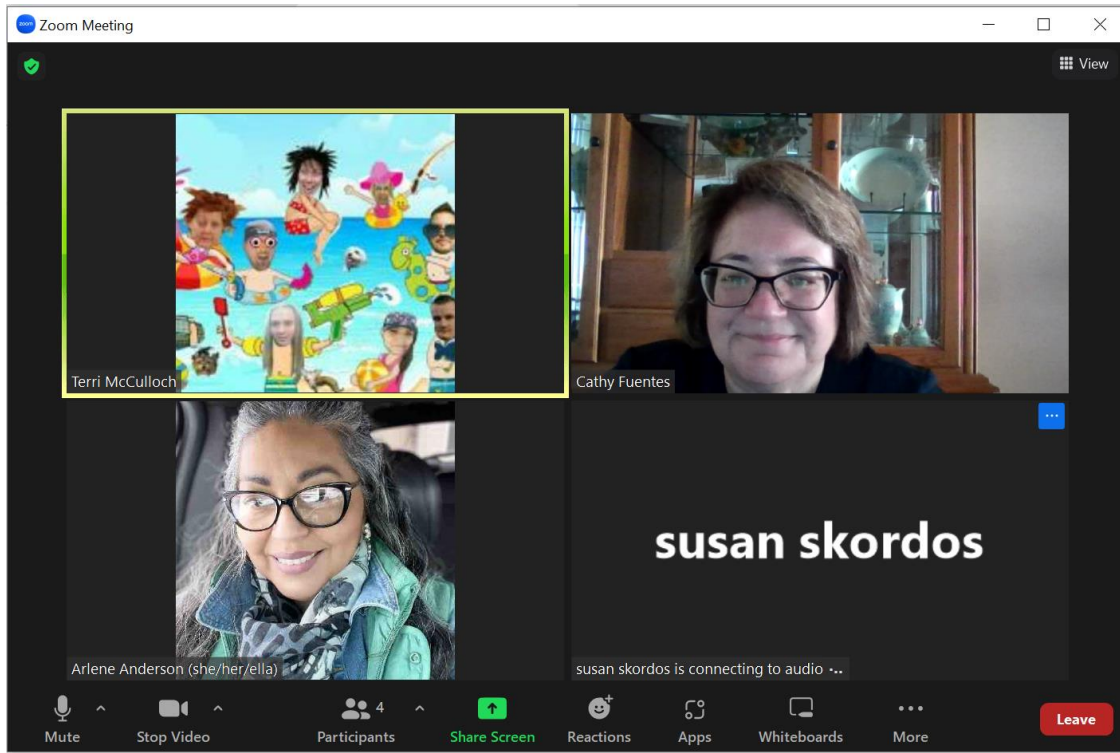 zoom
Zoom Meeting
View
Terri McCulloch
Cathy Fuentes
susan skordos
Arlene Anderson (she/her/ella)
susan skordos is connecting to audio
4
Mute
Stop Video
Participants
Share Screen
Reactions
Apps
Whiteboards
More
Leave